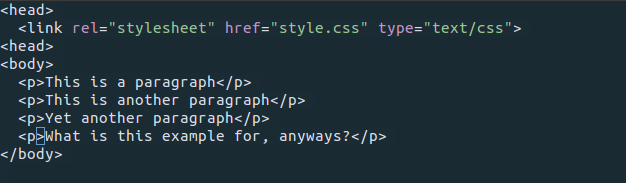 <head>
  <link rel="stylesheet" href="style.css" type="text/css">
<head>
<body>
  <p>This is a paragraph</p>
  <p>This is another paragraph</p>
  <p>Yet another paragraph</p>
  <p>What is this example for, anyways?</p>
</body>